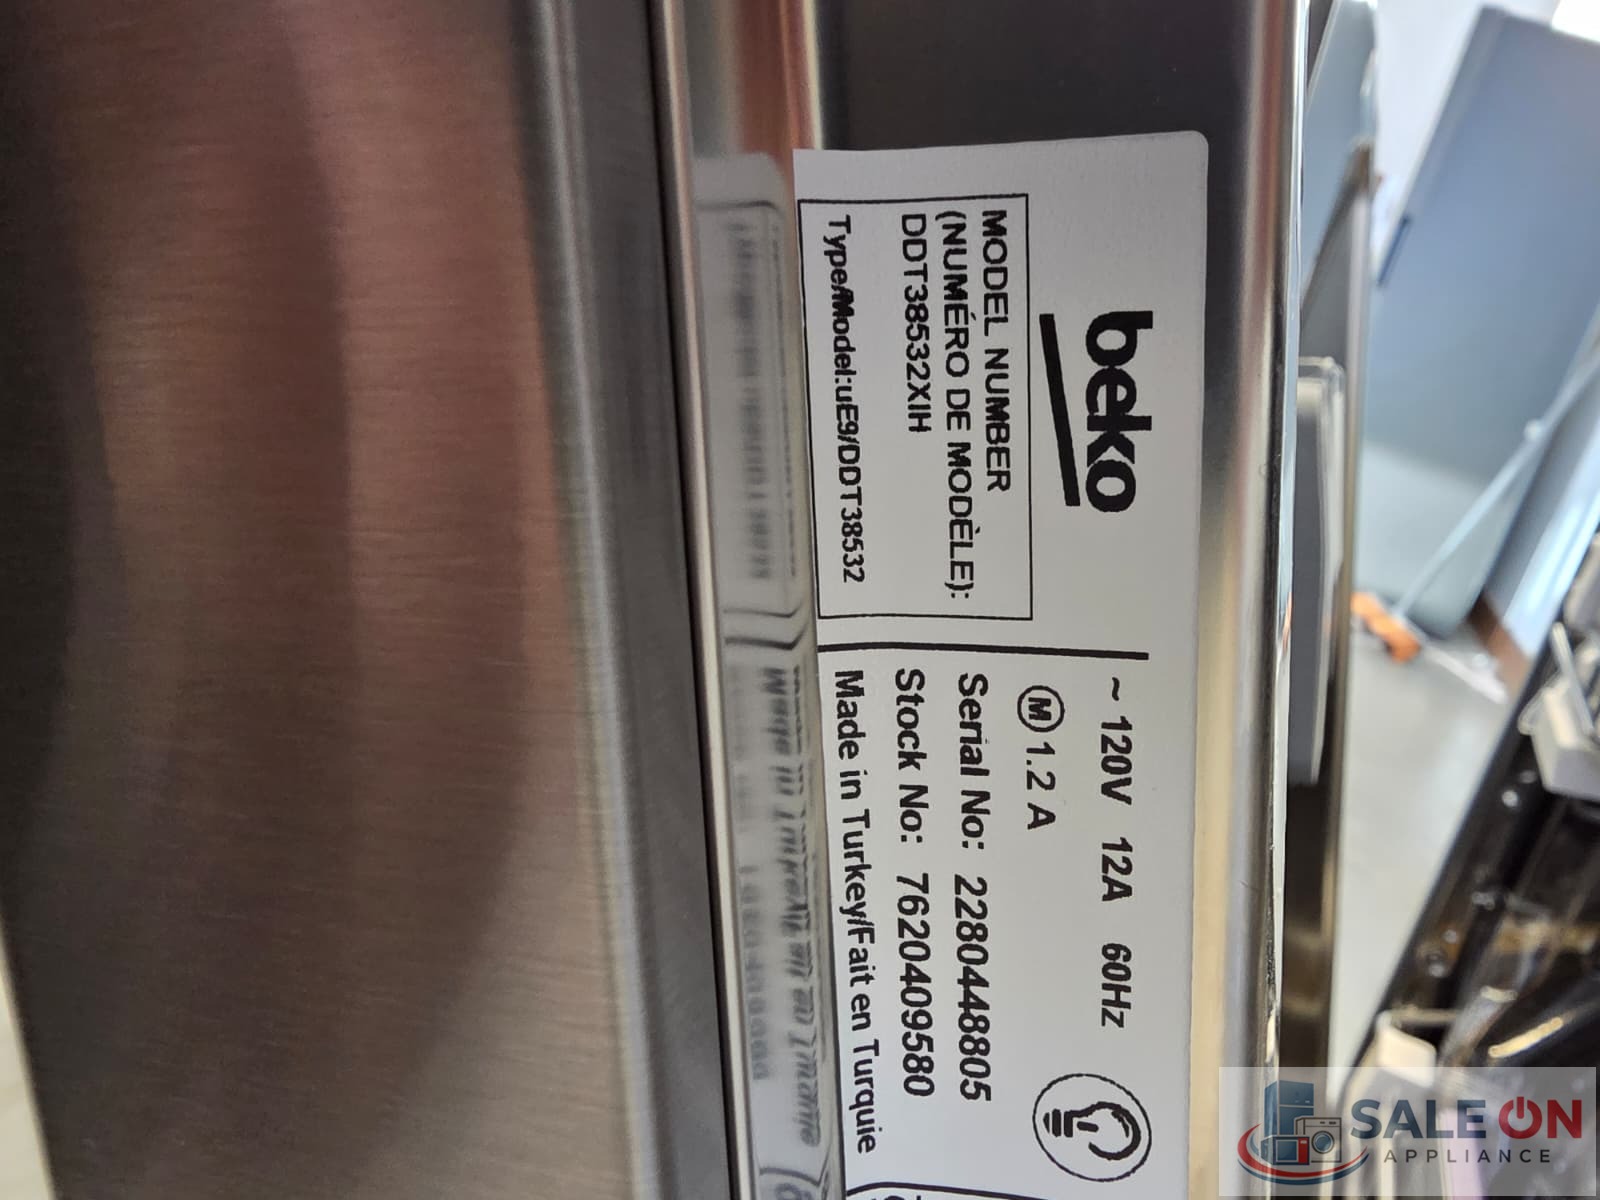 beko
MODEL NUMBER
(NUMÉRO DE MODÈLE):
DDT38532XIH
Type/Model:uE9/DDT38532
~ 120V 12A 60Hz
M 1.2 A
Serial No: 2280448805
Stock No: 7620409580
Made in Turkey/Fait en Turquie
SALE ON
APPLIANCE